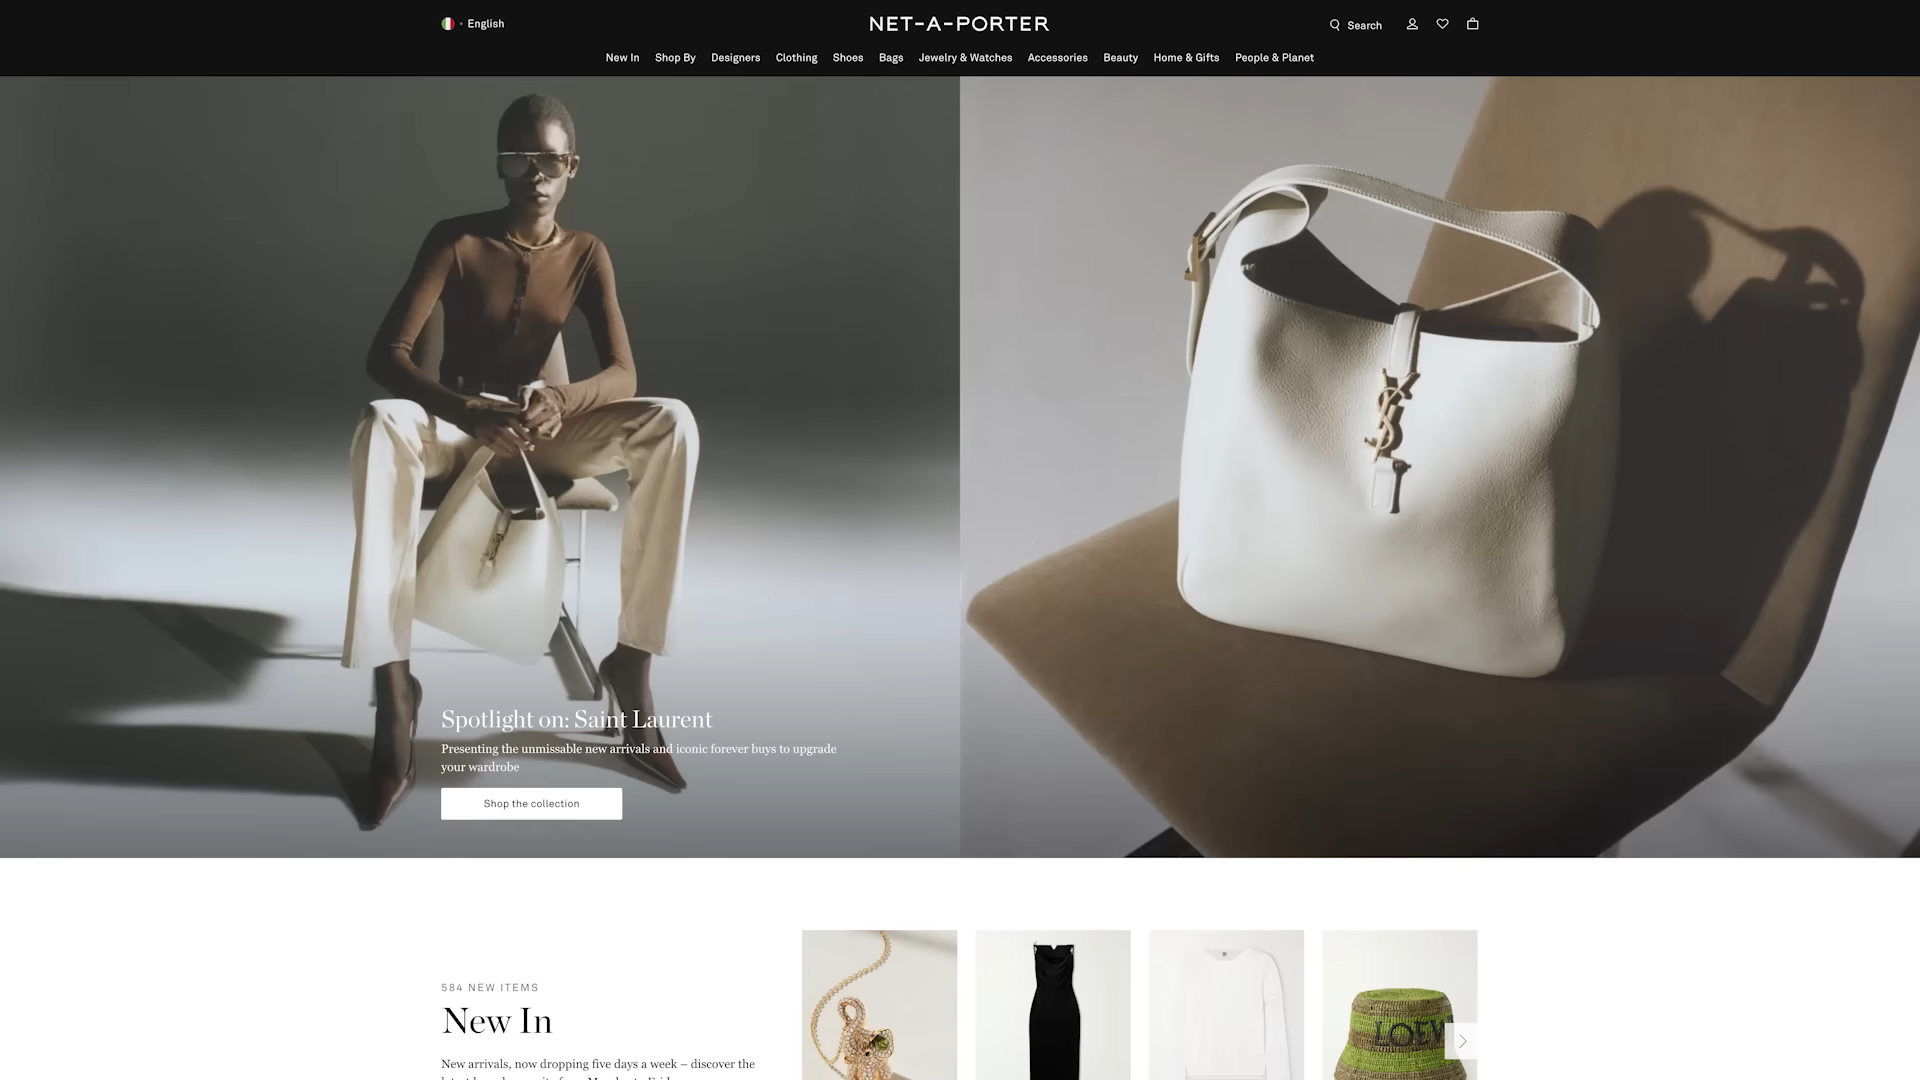 English
NET-A-PORTER
Search
New In Shop By Designers Clothing Shoes Bags Jewelry & Watches Accessories Beauty Home & Gifts People & Planet
Spotlight on: Saint Laurent
Presenting the unmissable new arrivals and iconic forever buys to upgrade
your wardrobe
Shop the collection
584 NEW ITEMS
New In
New arrivals, now dropping five days a week – discover the
LOEW